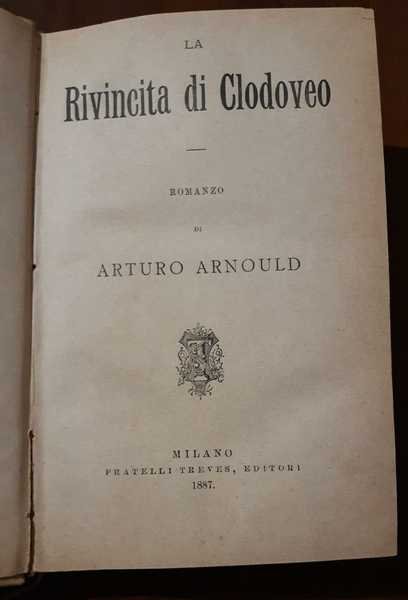 LA
Rivincita di Clodoveo
ROMANZO
DI
ARTURO ARNOULD
MILANO
FRATELLI TREVES, EDITORI
1887.